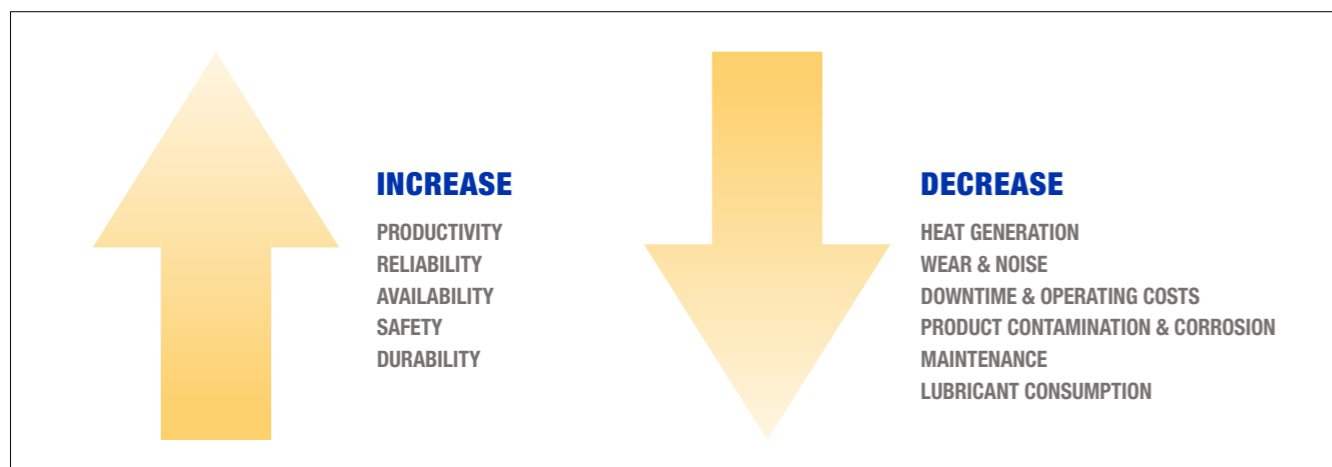 INCREASE
PRODUCTIVITY
RELIABILITY
AVAILABILITY
SAFETY
DURABILITY
DECREASE
HEAT GENERATION
WEAR & NOISE
DOWNTIME & OPERATING COSTS
PRODUCT CONTAMINATION & CORROSION
MAINTENANCE
LUBRICANT CONSUMPTION